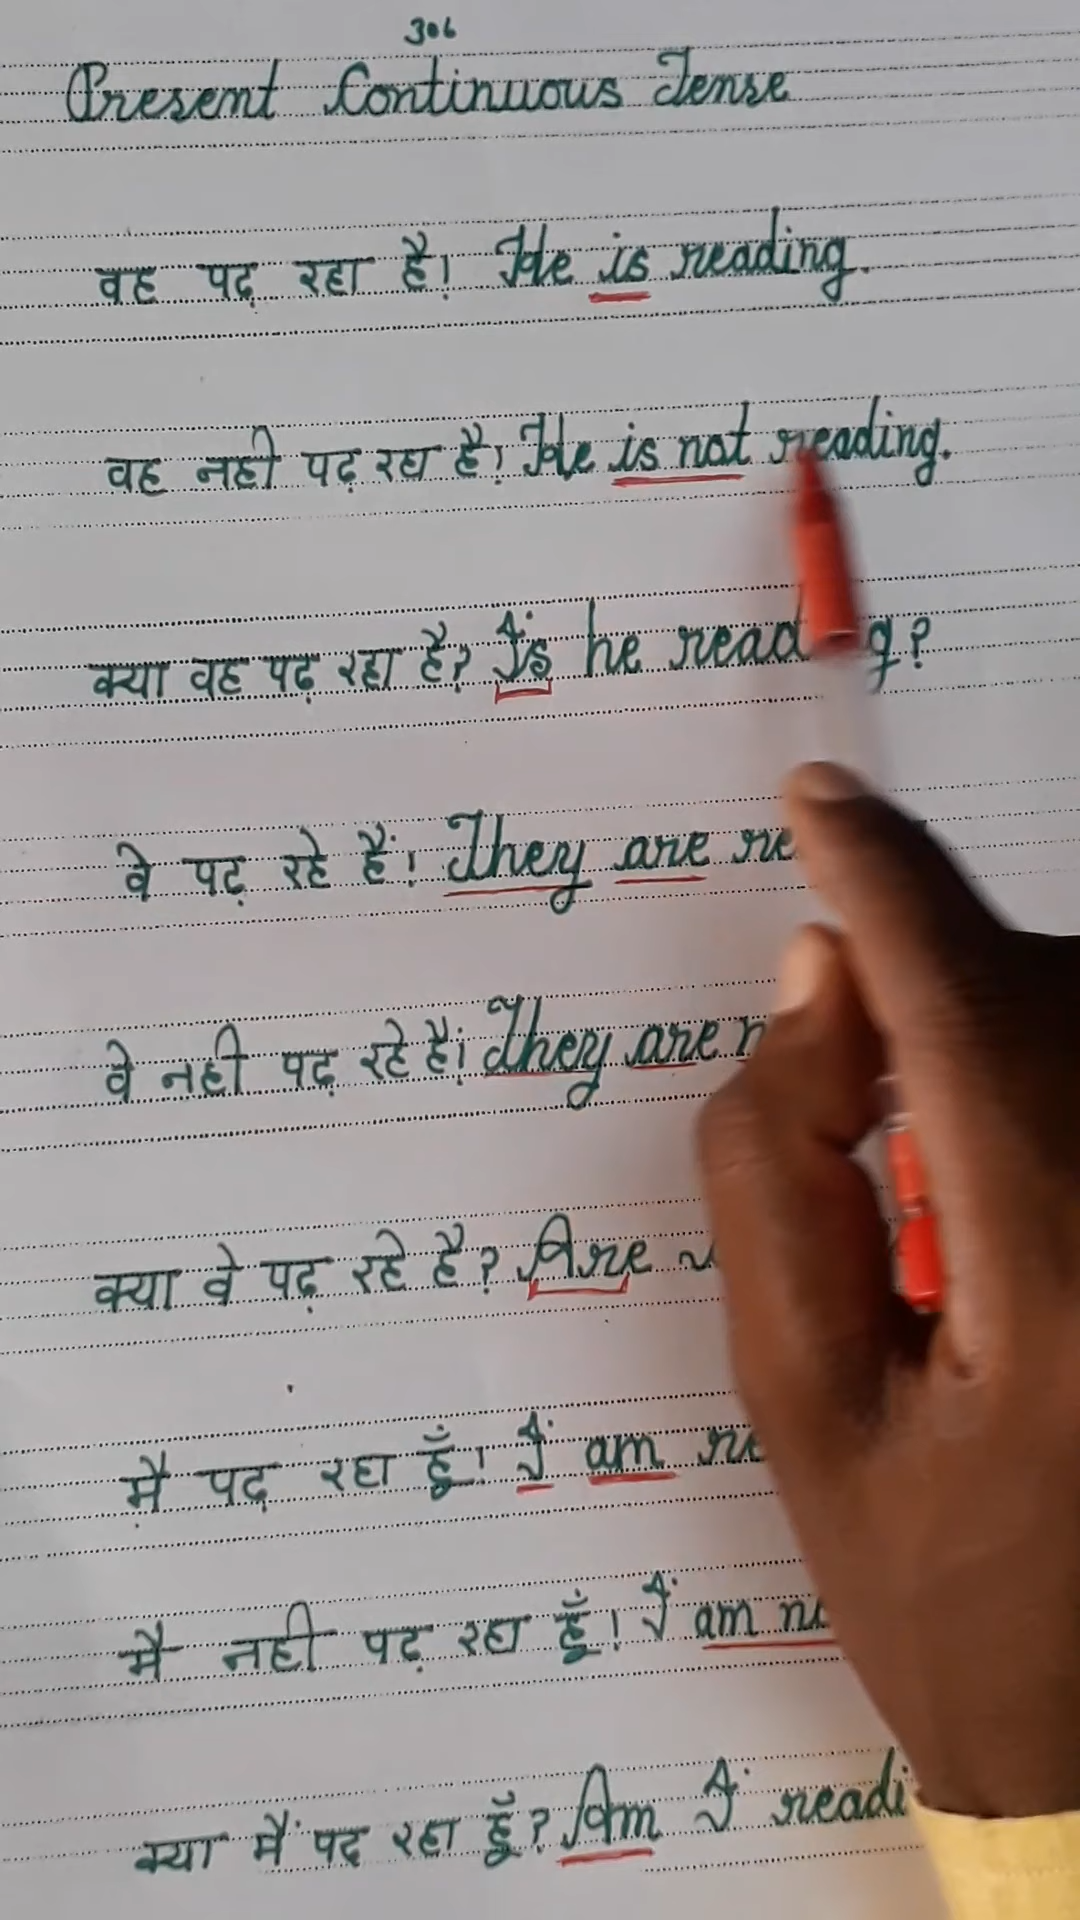 306
Present Continuous Tense
वह पढ़ रहा है। He is reading.
वह नही पढ़ रहा है। He is not reading.
क्या वह पढ़ रहा है? Is he reading?
वे पढ़ रहे हैं। They are
वे नही पढ़ रहे हैं। They are
क्या वे पढ़ रहे है? Are
मै पढ़ रहा हूँ। I am
मै नही पढ़ रहा हूँ। I am
क्या मैं पढ़ रहा हूँ? Am I